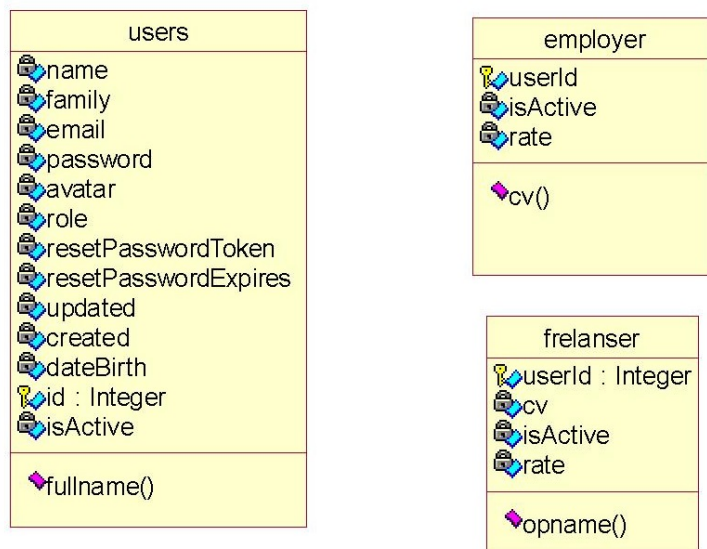 users
name
family
email
password
avatar
role
resetPasswordToken
resetPasswordExpires
updated
created
dateBirth
id : Integer
isActive
fullname()
employer
userId
isActive
rate
cv()
frelanser
userId : Integer
cv
isActive
rate
opname()